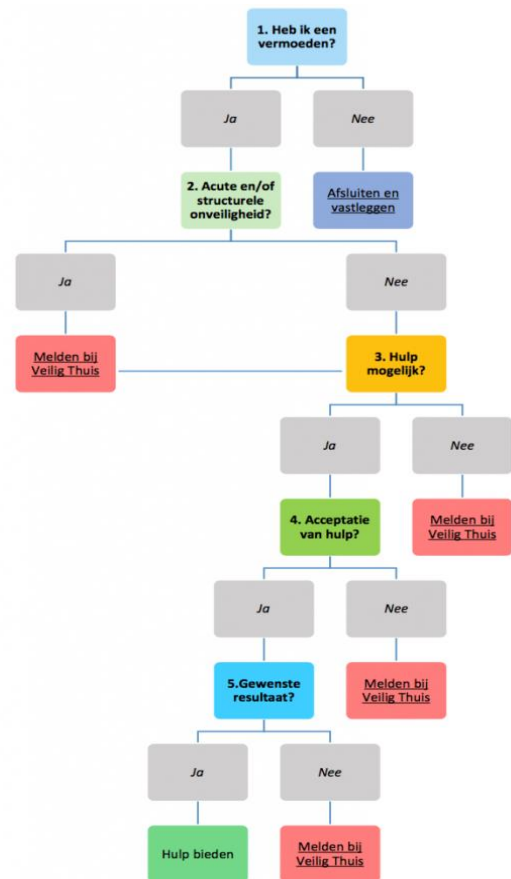 1. Heb ik een
vermoeden?
Ja
Nee
2. Acute en/of
structurele
onveiligheid?
Afsluiten en
vastleggen
Ja
Nee
Melden bij
Veilig Thuis
3. Hulp
mogelijk?
Ja
Nee
4. Acceptatie
van hulp?
Melden bij
Veilig Thuis
Ja
Nee
5.Gewenste
resultaat?
Melden bij
Veilig Thuis
Ja
Nee
Hulp bieden
Melden bij
Veilig Thuis